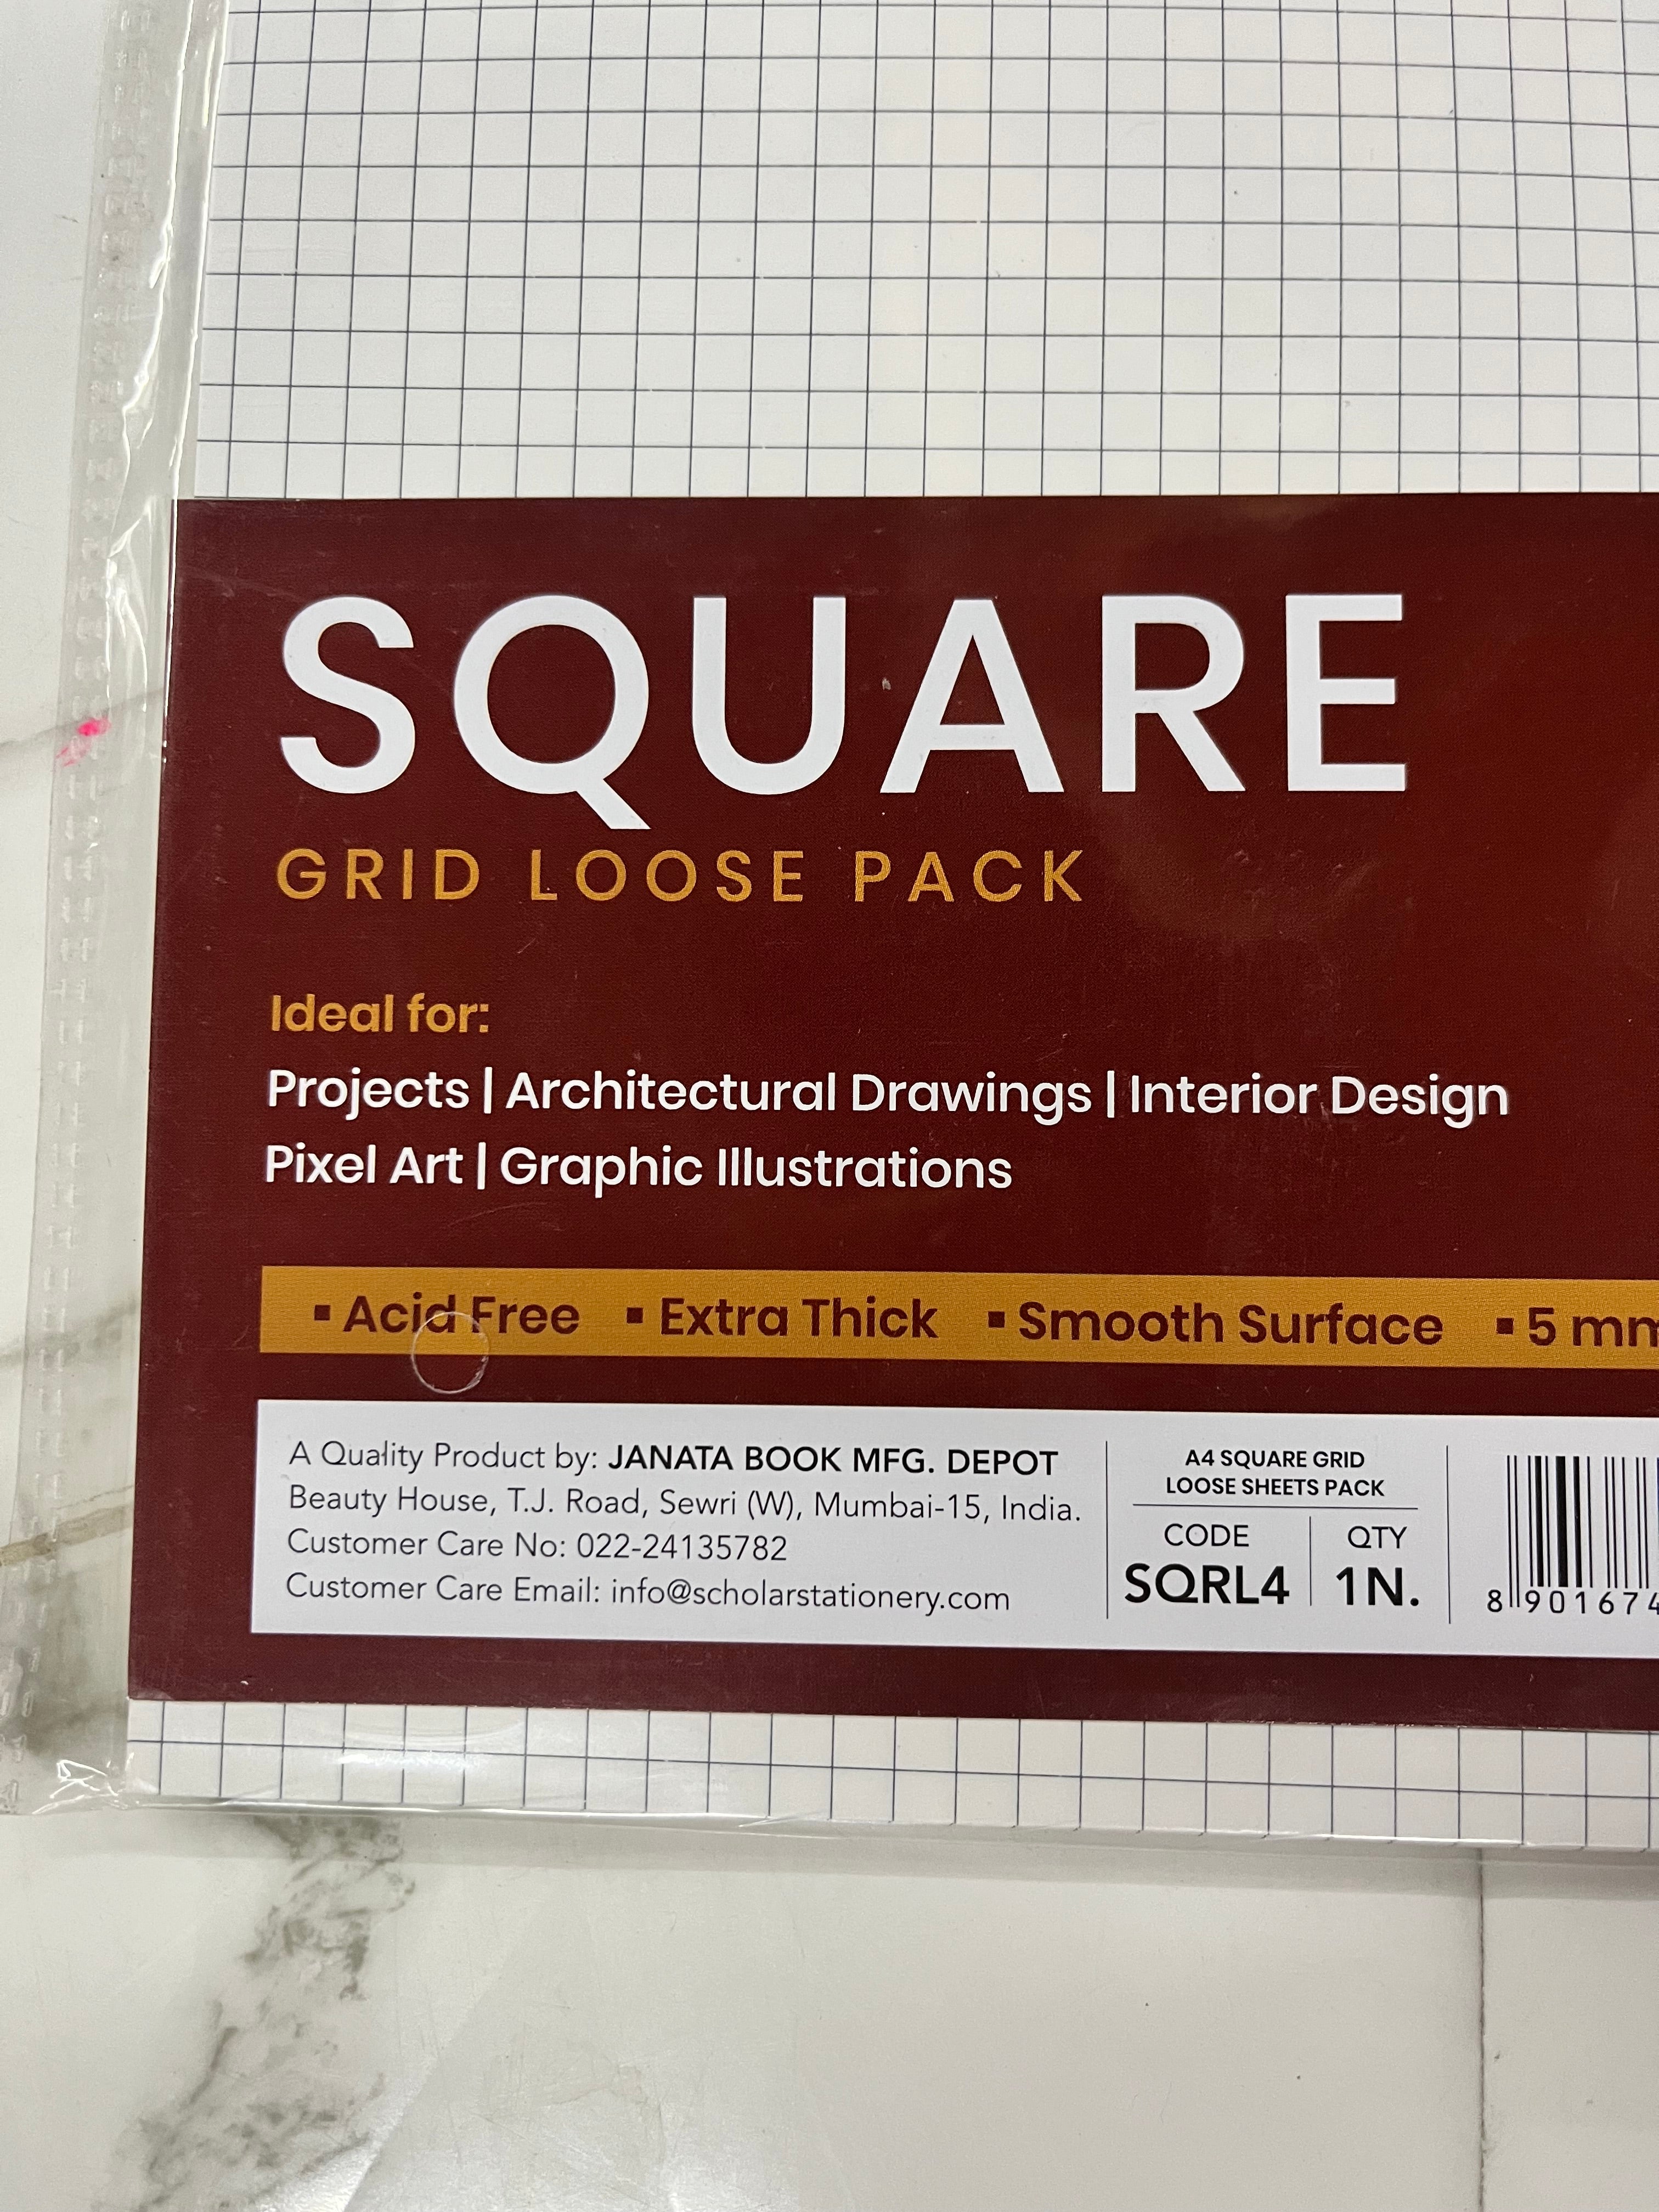 SQUARE
GRID LOOSE PACK
Ideal for:
Projects | Architectural Drawings | Interior Design
Pixel Art | Graphic Illustrations
▪ Acid Free ▪ Extra Thick ▪ Smooth Surface ▪ 5 mm
A Quality Product by: JANATA BOOK MFG. DEPOT
Beauty House, T.J. Road, Sewri (W), Mumbai-15, India.
Customer Care No: 022-24135782
Customer Care Email: info@scholarstationery.com
A4 SQUARE GRID
LOOSE SHEETS PACK
CODE QTY
SQRL4 1N.
8 901674